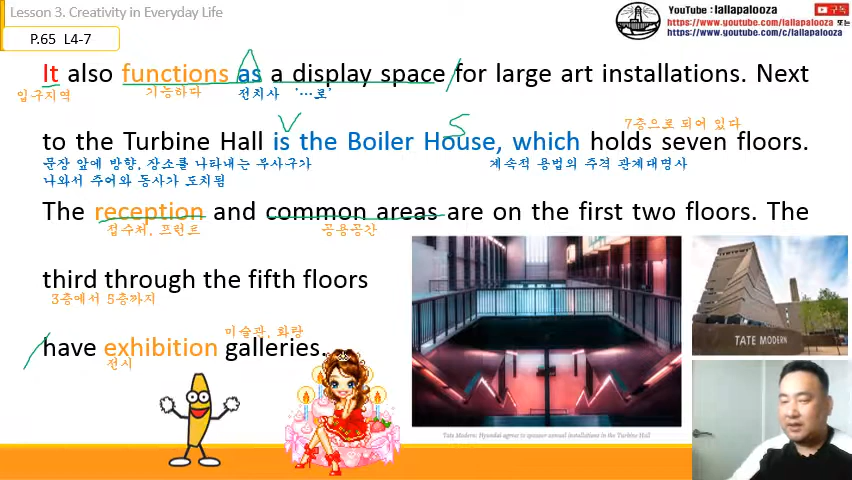 Lesson 3. Creativity in Everyday Life
YouTube : lallapalooza
구독
https://www.youtube.com/lallapalooza 또는
https://www.youtube.com/c/lallapalooza
P.65 L4-7
It also functions as a display space for large art installations. Next
입구지역 기능하다 전치사 '…로'
7층으로 되어 있다
to the Turbine Hall is the Boiler House, which holds seven floors.
V S
문장 앞에 방향, 장소를 나타내는 부사구가 계속적 용법의 주격 관계대명사
나와서 주어와 동사가 도치됨
The reception and common areas are on the first two floors. The
접수처, 프런트 공용공간
third through the fifth floors
3층에서 5층까지
미술관, 화랑
have exhibition galleries.
전시
TATE MODERN
Tate Modern: Hyundai agrees to sponsor annual installations in the Turbine Hall